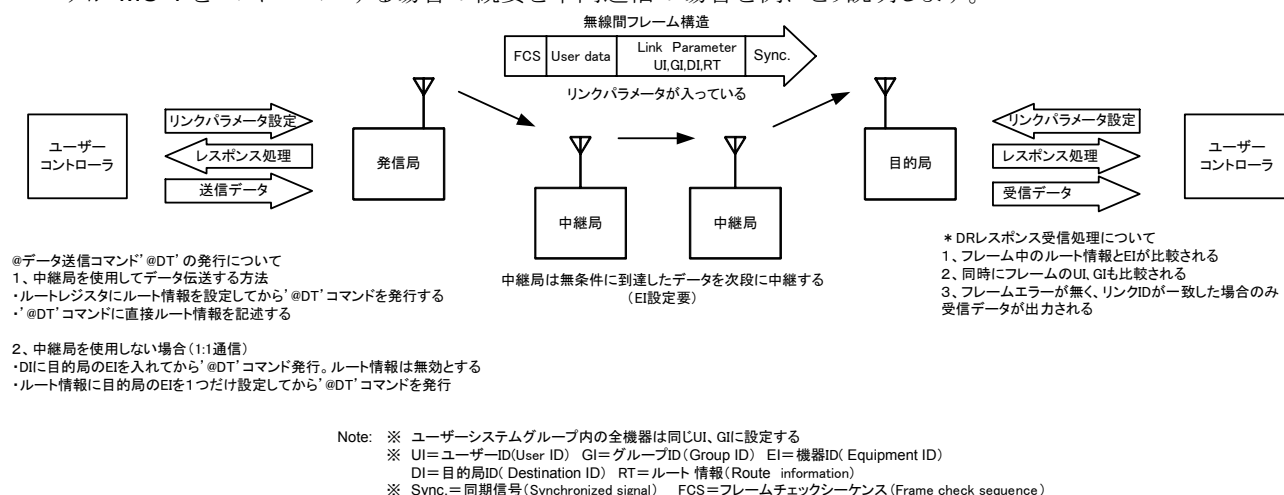 無線間フレーム構造
FCS
User data
Link Parameter
UI,GI,DI,RT
Sync.
リンクパラメータが入っている
ユーザー
コントローラ
リンクパラメータ設定
レスポンス処理
送信データ
発信局
中継局
中継局
目的局
リンクパラメータ設定
レスポンス処理
受信データ
ユーザー
コントローラ
中継局は無条件に到達したデータを次段に中継する
(EI設定要)
@データ送信コマンド'@DT'の発行について
1、中継局を使用してデータ伝送する方法
・ルートレジスタにルート情報を設定してから'@DT'コマンドを発行する
・'@DT'コマンドに直接ルート情報を記述する
2、中継局を使用しない場合(1:1通信)
・DIに目的局のEIを入れてから'@DT'コマンド発行。ルート情報は無効とする
・ルート情報に目的局のEIを1つだけ設定してから'@DT'コマンドを発行
*DRレスポンス受信処理について
1、フレーム中のルート情報とEIが比較される
2、同時にフレームのUI、GIも比較される
3、フレームエラーが無く、リンクIDが一致した場合のみ
受信データが出力される
Note: ※ ユーザーシステムグループ内の全機器は同じUI、GIに設定する
※ UI=ユーザーID(User ID) GI=グループID(Group ID) EI=機器ID( Equipment ID)
DI=目的局ID( Destination ID) RT=ルート情報(Route information)
※ Sync.=同期信号(Synchronized signal) FCS=フレームチェックシーケンス(Frame check sequence)